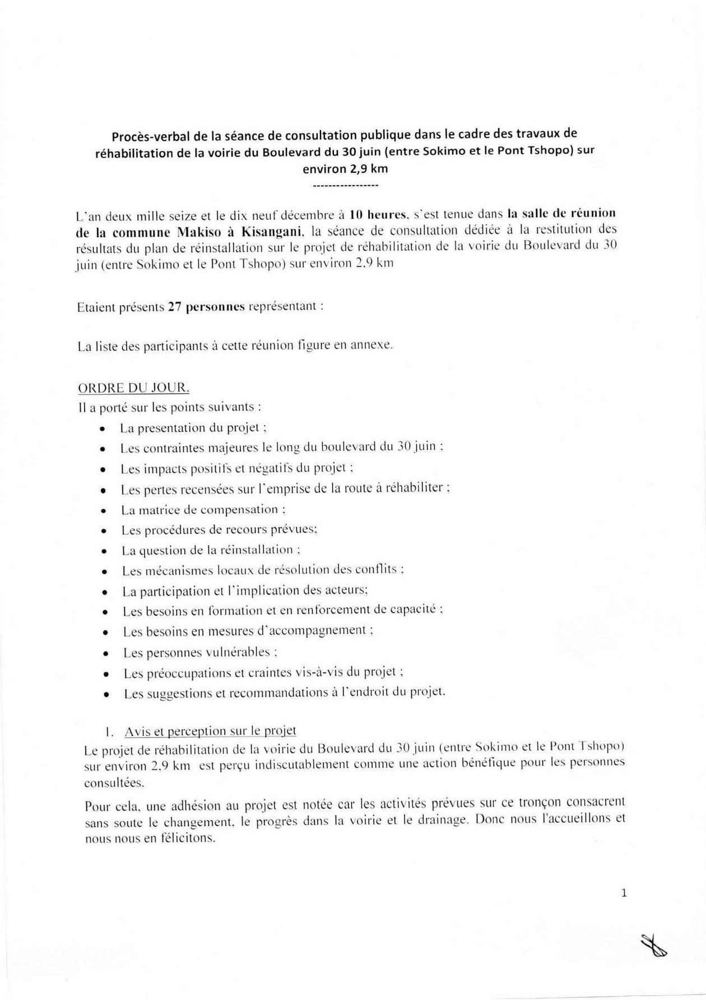 Procès-verbal de la séance de consultation publique dans le cadre des travaux de
réhabilitation de la voirie du Boulevard du 30 juin (entre Sokimo et le Pont Tshopo) sur
environ 2,9 km
-----------------
L'an deux mille seize et le dix neuf décembre à 10 heures, s'est tenue dans la salle de réunion
de la commune Makiso à Kisangani, la séance de consultation dédiée à la restitution des
résultats du plan de réinstallation sur le projet de réhabilitation de la voirie du Boulevard du 30
juin (entre Sokimo et le Pont Tshopo) sur environ 2,9 km
Etaient présents 27 personnes représentant :
La liste des participants à cette réunion figure en annexe.
ORDRE DU JOUR.
Il a porté sur les points suivants :
• La presentation du projet ;
• Les contraintes majeures le long du boulevard du 30 juin ;
• Les impacts positifs et négatifs du projet ;
• Les pertes recensées sur l'emprise de la route à réhabiliter ;
• La matrice de compensation ;
• Les procédures de recours prévues;
• La question de la réinstallation ;
• Les mécanismes locaux de résolution des conflits ;
• La participation et l'implication des acteurs;
• Les besoins en formation et en renforcement de capacité ;
• Les besoins en mesures d'accompagnement ;
• Les personnes vulnérables ;
• Les préoccupations et craintes vis-à-vis du projet ;
• Les suggestions et recommandations à l'endroit du projet.
1. Avis et perception sur le projet
Le projet de réhabilitation de la voirie du Boulevard du 30 juin (entre Sokimo et le Pont Tshopo)
sur environ 2,9 km est perçu indiscutablement comme une action bénéfique pour les personnes
consultées.
Pour cela, une adhésion au projet est notée car les activités prévues sur ce tronçon consacrent
sans soute le changement, le progrès dans la voirie et le drainage. Donc nous l'accueillons et
nous nous en félicitons.
1